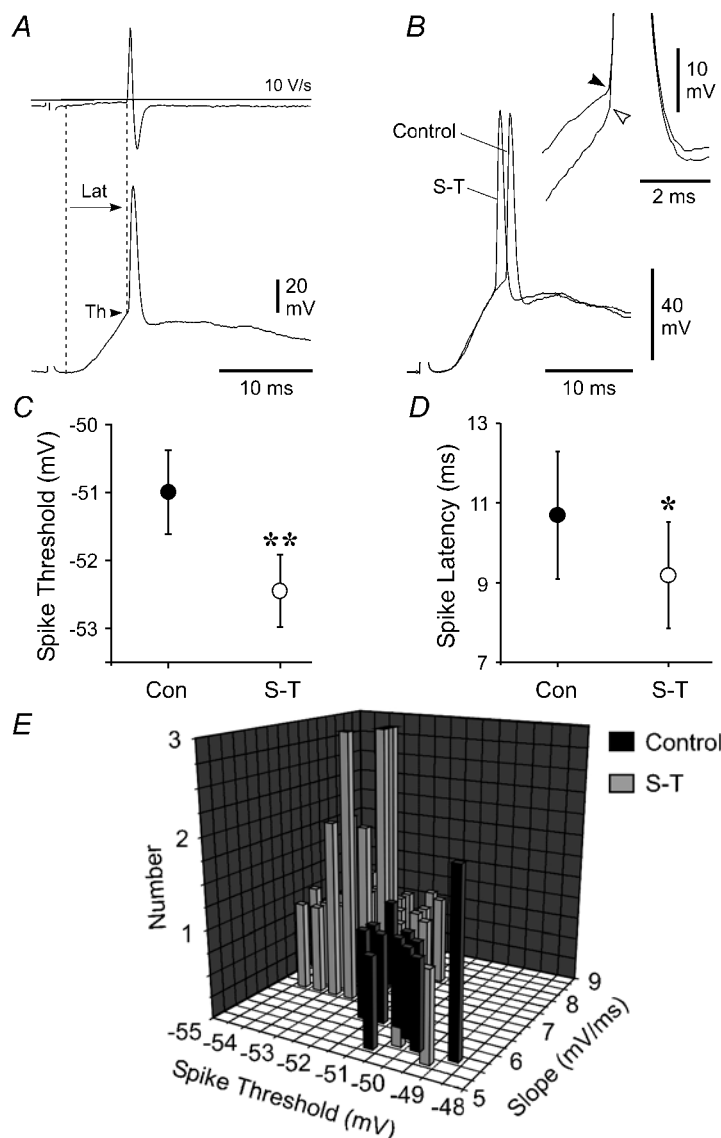 A
10 V/s
Lat
Th
20
mV
10 ms
B
Control
S-T
10
mV
2 ms
40
mV
10 ms
C
-50
-51
-52
-53
Spike Threshold (mV)
**
Con
S-T
D
13
11
9
7
Spike Latency (ms)
*
Con
S-T
E
Control
S-T
3
2
1
Number
-55
-54
-53
-52
-51
-50
-49
-48
Spike Threshold (mV)
5
6
7
8
9
Slope (mV/ms)